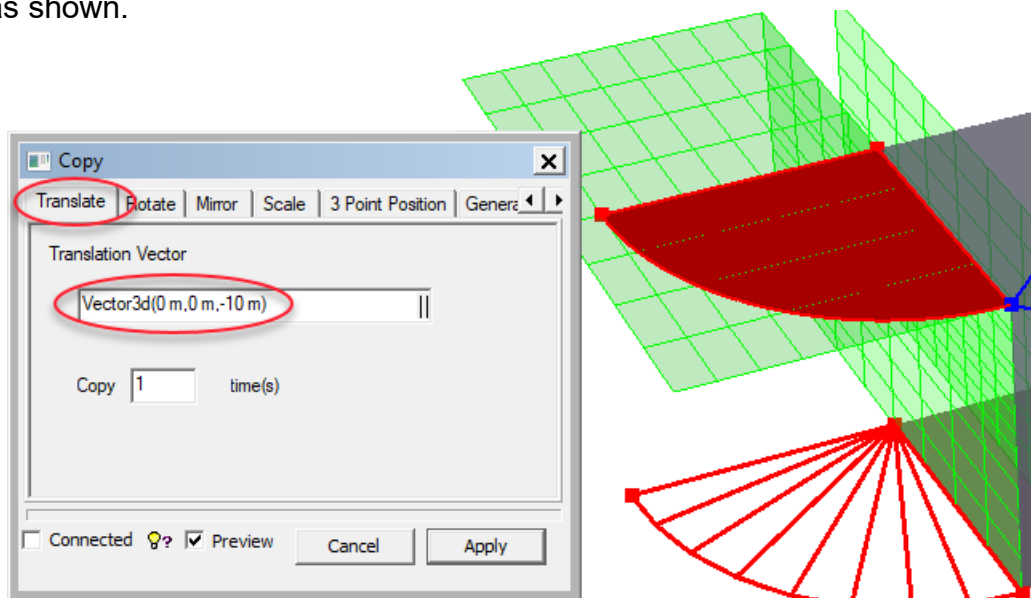 as shown.
Copy
Translate Rotate Mirror Scale 3 Point Position Genera
Translation Vector
Vector3d(0 m,0 m,-10 m)
Copy 1 time(s)
Connected ? Preview Cancel Apply